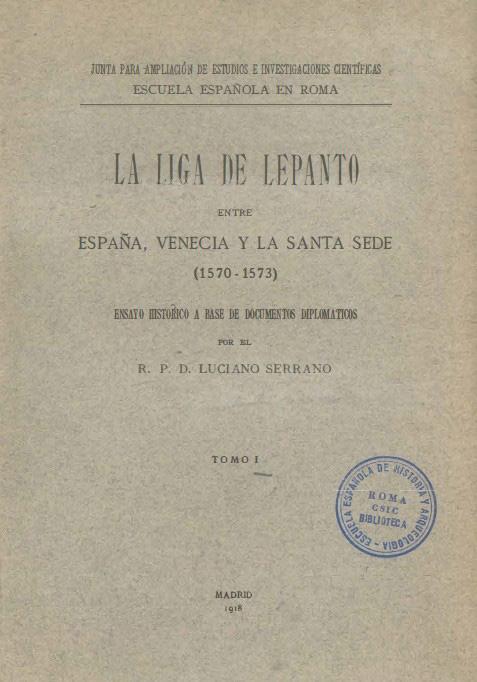 JUNTA PARA AMPLIACIÓN DE ESTUDIOS E INVESTIGACIONES CIENTÍFICAS
ESCUELA ESPAÑOLA EN ROMA
LA LIGA DE LEPANTO
ENTRE
ESPAÑA, VENECIA Y LA SANTA SEDE
(1570-1573)
ENSAYO HISTÓRICO A BASE DE DOCUMENTOS DIPLOMÁTICOS
POR EL
R. P. D. LUCIANO SERRANO
TOMO I
ESCUELA ESPAÑOLA DE HISTORIA Y ARQUEOLOGIA -
ROMA
CSIC
BIBLIOTECA
MADRID
1918